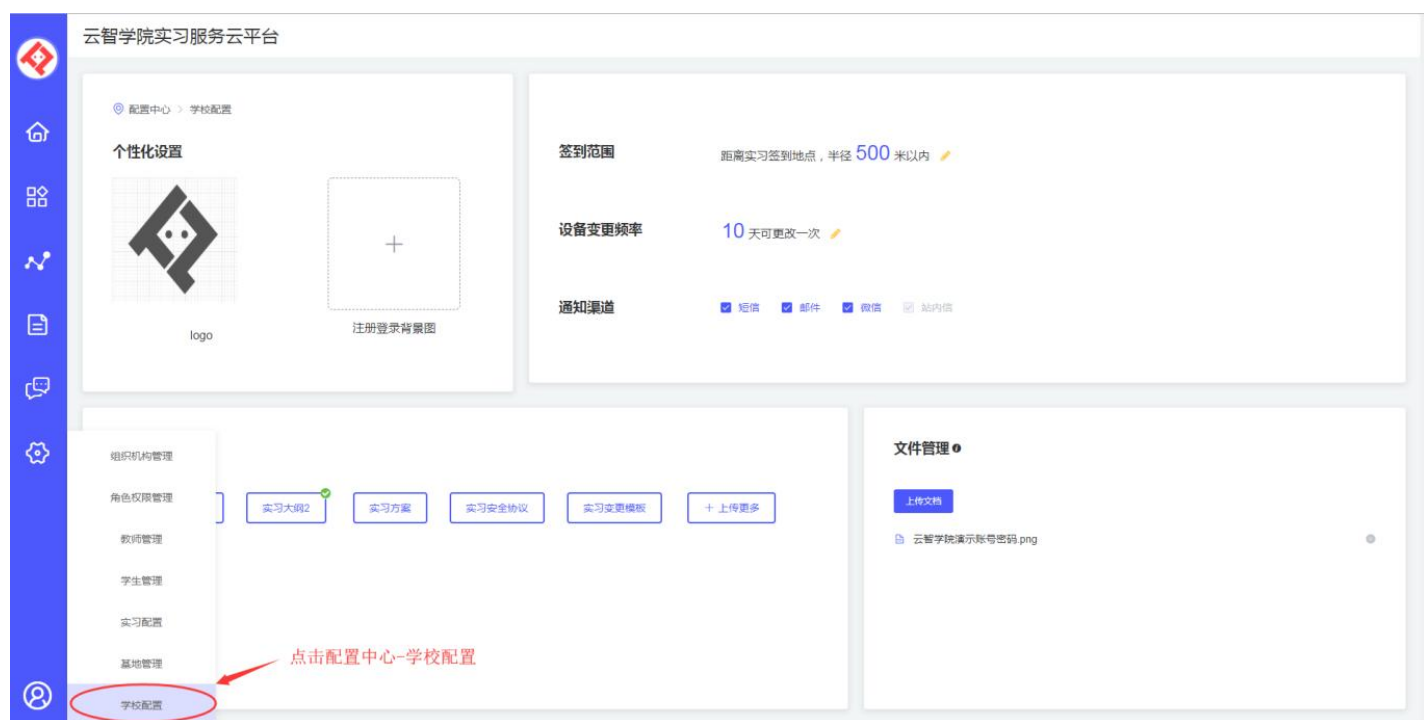 云智学院实习服务云平台
配置中心 > 学校配置
个性化设置
logo
注册登录背景图
签到范围
距离实习签到地点，半径 500 米以内
设备变更频率
10 天可更改一次
通知渠道
短信 邮件 微信 站内信
组织机构管理
角色权限管理
教师管理
学生管理
实习配置
基地管理
学校配置
实习大纲2
实习方案
实习安全协议
实习变更模板
+ 上传更多
点击配置中心-学校配置
文件管理
上传文档
云智学院演示账号密码.png